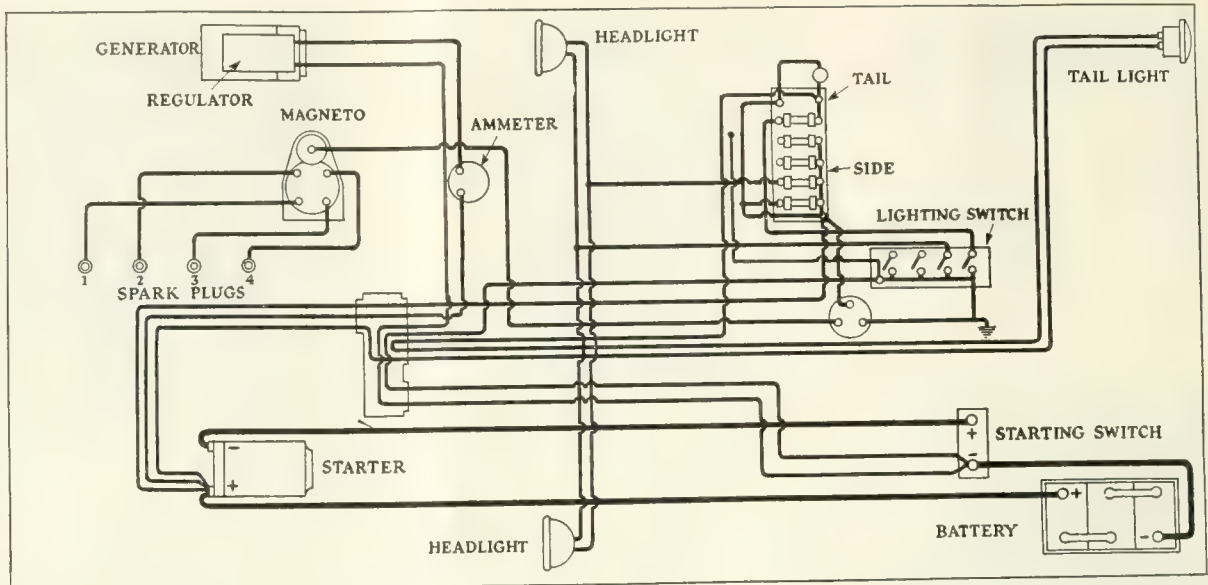 GENERATOR
REGULATOR
MAGNETO
AMMETER
HEADLIGHT
TAIL
TAIL LIGHT
SIDE
LIGHTING SWITCH
1 2 3 4
SPARK PLUGS
-
+
STARTER
+
-
STARTING SWITCH
HEADLIGHT
BATTERY
+
-